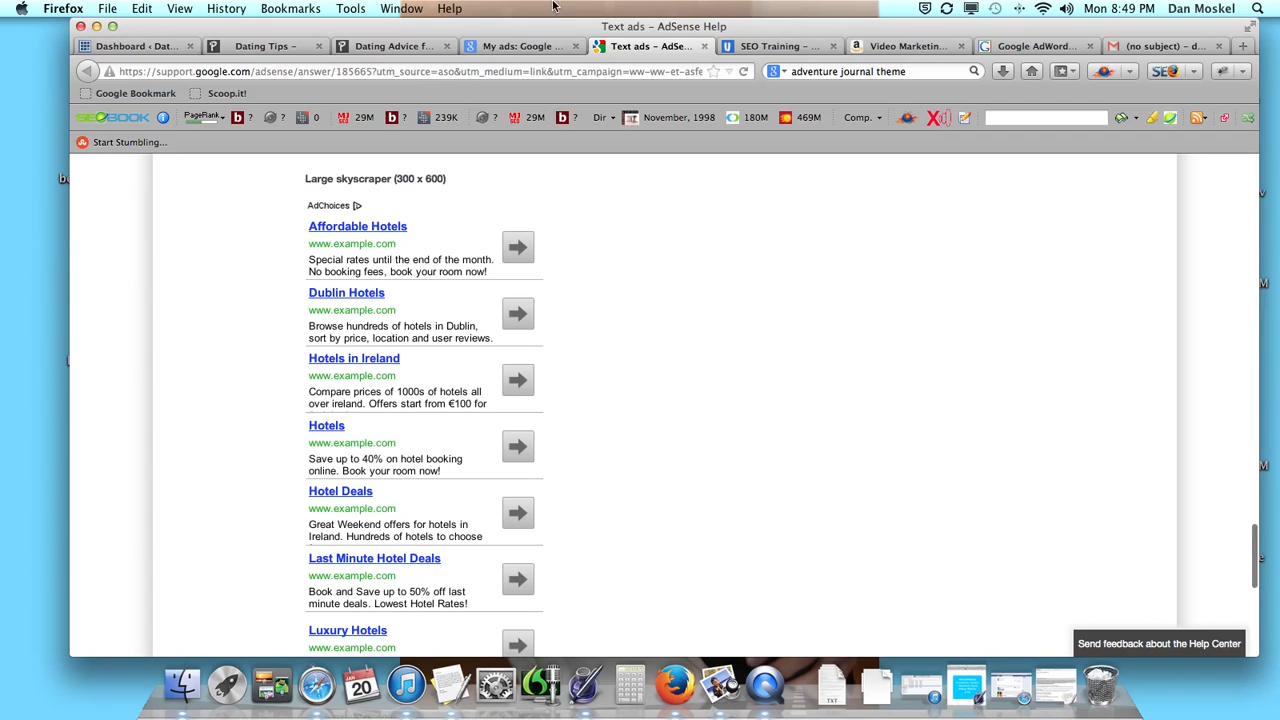 Firefox File Edit View History Bookmarks Tools Window Help Mon 8:49 PM Dan Moskel
Text ads – AdSense Help
Dashboard ‹ Dat... Dating Tips – Dating Advice f... My ads: Google ... Text ads – AdSe... SEO Training – ... Video Marketin... Google AdWord... (no subject) – d...
https://support.google.com/adsense/answer/185665?utm_source=aso&utm_medium=link&utm_campaign=ww-ww-et-asfe adventure journal theme SEO
Google Bookmark Scoop.it!
SEOBOOK PageRank ? ? 0 29M ? 239K ? 29M ? Dir November, 1998 180M 469M Comp.
Start Stumbling...
Large skyscraper (300 x 600)
AdChoices
Affordable Hotels
www.example.com
Special rates until the end of the month.
No booking fees, book your room now!
Dublin Hotels
www.example.com
Browse hundreds of hotels in Dublin,
sort by price, location and user reviews.
Hotels in Ireland
www.example.com
Compare prices of 1000s of hotels all
over ireland. Offers start from €100 for
Hotels
www.example.com
Save up to 40% on hotel booking
online. Book your room now!
Hotel Deals
www.example.com
Great Weekend offers for hotels in
Ireland. Hundreds of hotels to choose
Last Minute Hotel Deals
www.example.com
Book and Save up to 50% off last
minute deals. Lowest Hotel Rates!
Luxury Hotels
www.example.com
Send feedback about the Help Center
20
TXT